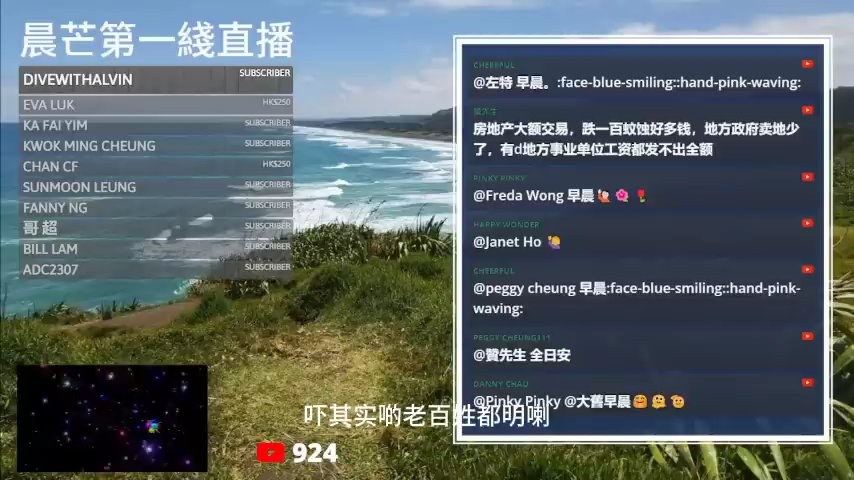 晨芒第一綫直播
DIVEWITHALVIN SUBSCRIBER
EVA LUK HK$250
KA FAI YIM SUBSCRIBER
KWOK MING CHEUNG SUBSCRIBER
CHAN CF HK$250
SUNMOON LEUNG SUBSCRIBER
FANNY NG SUBSCRIBER
哥 超 SUBSCRIBER
BILL LAM SUBSCRIBER
ADC2307 SUBSCRIBER
CHEERFUL
@左特 早晨。:face-blue-smiling::hand-pink-waving:
贊先生
房地产大额交易，跌一百蚊蚀好多钱，地方政府卖地少
了，有d地方事业单位工资都发不出全额
PINKY PINKY
@Freda Wong 早晨🙋🏻🌸🌹
HAPPY WONDER
@Janet Ho 🙋
CHEERFUL
@peggy cheung 早晨:face-blue-smiling::hand-pink-
waving:
PEGGY CHEUNG111
@贊先生 全日安
DANNY CHAU
@Pinky Pinky @大舊早晨🤗🫠🫡
吓其实啲老百姓都明喇
924